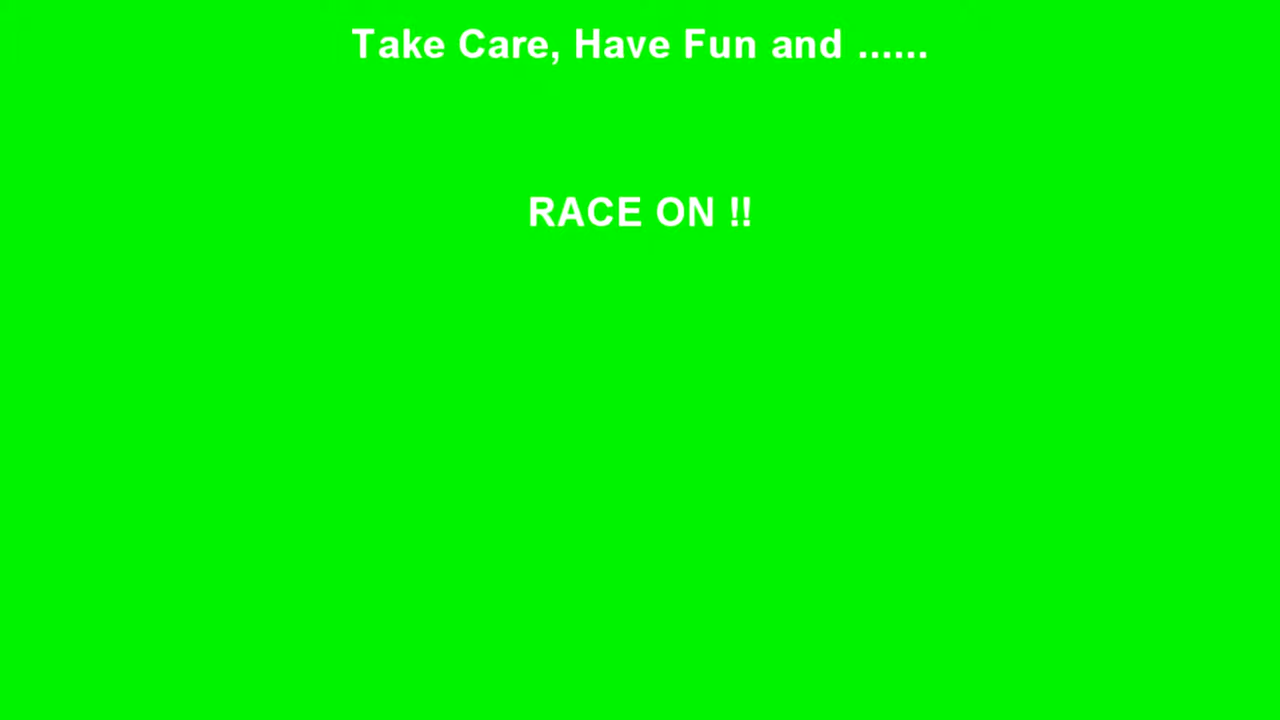 Take Care, Have Fun and ......
RACE ON !!